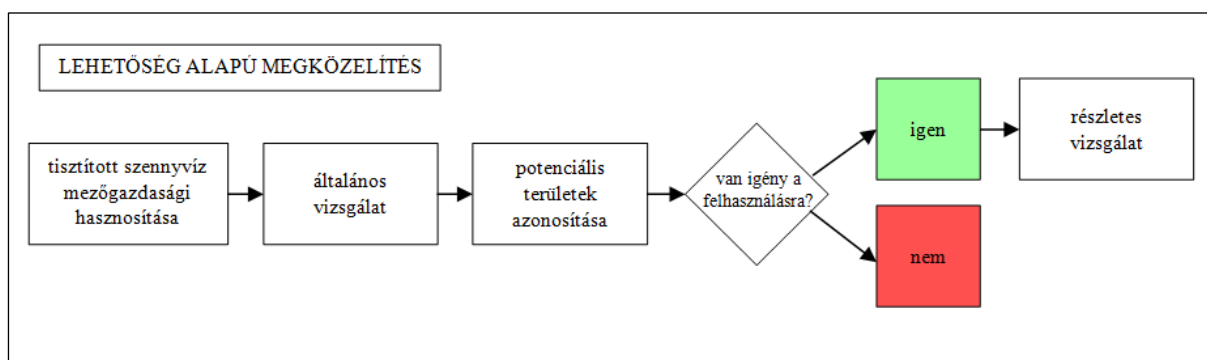 LEHETŐSÉG ALAPÚ MEGKÖZELÍTÉS
tisztított szennyvíz
mezőgazdasági
hasznosítása
általános
vizsgálat
potenciális
területek
azonosítása
van igény a
felhasználásra?
igen
részletes
vizsgálat
nem